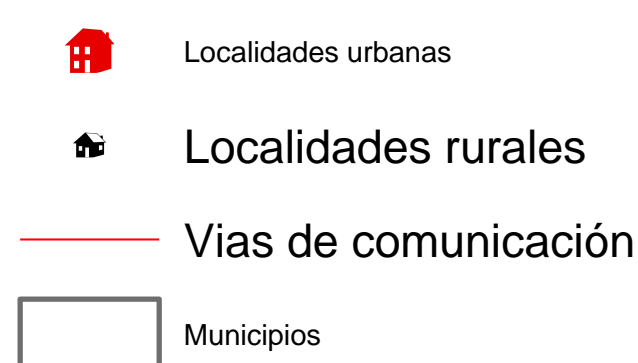 Localidades urbanas
Localidades rurales
Vias de comunicación
Municipios